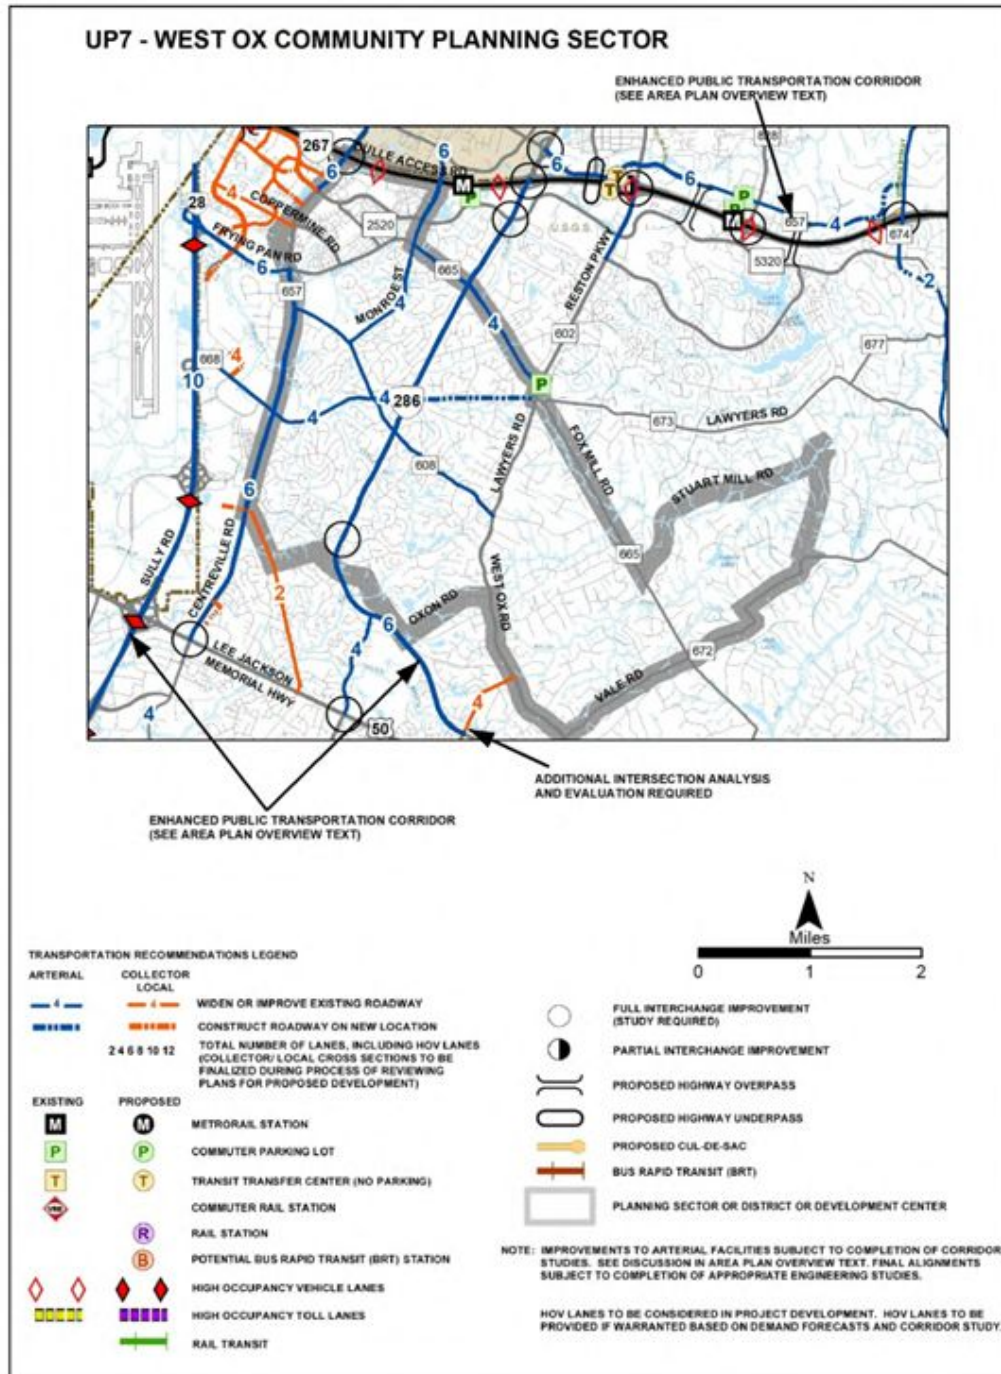 UP7 - WEST OX COMMUNITY PLANNING SECTOR
ENHANCED PUBLIC TRANSPORTATION CORRIDOR
(SEE AREA PLAN OVERVIEW TEXT)
267
DULLE ACCESS RD
6
6
6
828
M
P
T
T
P
P
M
28
4
COPPERMINE RD
2520
U.S.G.S.
RESTON PKWY
657
4
674
FRYING PAN RD
6
657
MONROE ST
665
4
5320
2
4
602
677
668
4
10
4
4
286
P
673
LAWYERS RD
608
LAWYERS RD
FOX MILL RD
STUART MILL RD
6
SULLY RD
CENTREVILLE RD
2
665
WEST OX RD
OXON RD
6
4
LEE JACKSON
MEMORIAL HWY
672
VALE RD
4
4
50
ADDITIONAL INTERSECTION ANALYSIS
AND EVALUATION REQUIRED
ENHANCED PUBLIC TRANSPORTATION CORRIDOR
(SEE AREA PLAN OVERVIEW TEXT)
N
Miles
0 1 2
TRANSPORTATION RECOMMENDATIONS LEGEND
ARTERIAL COLLECTOR
LOCAL
4 4 WIDEN OR IMPROVE EXISTING ROADWAY
CONSTRUCT ROADWAY ON NEW LOCATION
2 4 6 8 10 12 TOTAL NUMBER OF LANES, INCLUDING HOV LANES
(COLLECTOR/ LOCAL CROSS SECTIONS TO BE
FINALIZED DURING PROCESS OF REVIEWING
PLANS FOR PROPOSED DEVELOPMENT)
EXISTING PROPOSED
M M METRORAIL STATION
P P COMMUTER PARKING LOT
T T TRANSIT TRANSFER CENTER (NO PARKING)
VRE COMMUTER RAIL STATION
R RAIL STATION
B POTENTIAL BUS RAPID TRANSIT (BRT) STATION
HIGH OCCUPANCY VEHICLE LANES
HIGH OCCUPANCY TOLL LANES
RAIL TRANSIT
FULL INTERCHANGE IMPROVEMENT
(STUDY REQUIRED)
PARTIAL INTERCHANGE IMPROVEMENT
PROPOSED HIGHWAY OVERPASS
PROPOSED HIGHWAY UNDERPASS
PROPOSED CUL-DE-SAC
BUS RAPID TRANSIT (BRT)
PLANNING SECTOR OR DISTRICT OR DEVELOPMENT CENTER
NOTE: IMPROVEMENTS TO ARTERIAL FACILITIES SUBJECT TO COMPLETION OF CORRIDOR
STUDIES. SEE DISCUSSION IN AREA PLAN OVERVIEW TEXT. FINAL ALIGNMENTS
SUBJECT TO COMPLETION OF APPROPRIATE ENGINEERING STUDIES.
HOV LANES TO BE CONSIDERED IN PROJECT DEVELOPMENT. HOV LANES TO BE
PROVIDED IF WARRANTED BASED ON DEMAND FORECASTS AND CORRIDOR STUDY.